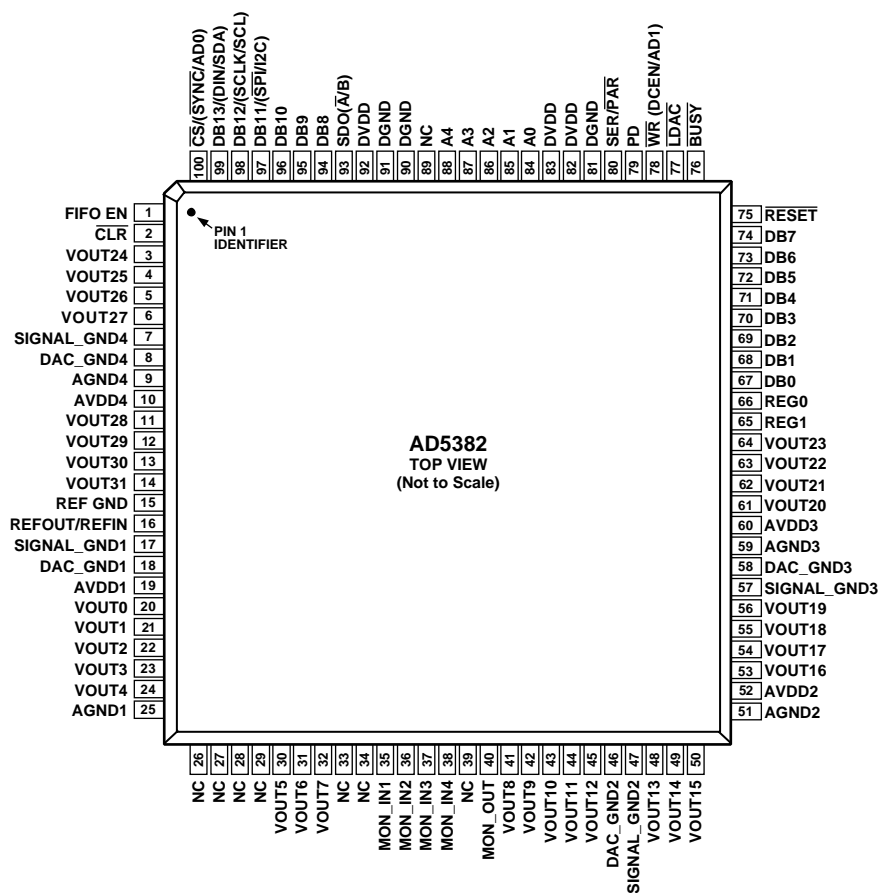 CS/(SYNC/AD0)
DB13/(DIN/SDA)
DB12/(SCLK/SCL)
DB11/(SPI/I2C)
DB10
DB9
DB8
SDO(A/B)
DVDD
DGND
DGND
NC
A4
A3
A2
A1
A0
DVDD
DVDD
DGND
SER/PAR
PD
WR (DCEN/AD1)
LDAC
BUSY
100
99
98
97
96
95
94
93
92
91
90
89
88
87
86
85
84
83
82
81
80
79
78
77
76
FIFO EN 1
CLR 2
VOUT24 3
VOUT25 4
VOUT26 5
VOUT27 6
SIGNAL_GND4 7
DAC_GND4 8
AGND4 9
AVDD4 10
VOUT28 11
VOUT29 12
VOUT30 13
VOUT31 14
REF GND 15
REFOUT/REFIN 16
SIGNAL_GND1 17
DAC_GND1 18
AVDD1 19
VOUT0 20
VOUT1 21
VOUT2 22
VOUT3 23
VOUT4 24
AGND1 25
PIN 1
IDENTIFIER
AD5382
TOP VIEW
(Not to Scale)
75 RESET
74 DB7
73 DB6
72 DB5
71 DB4
70 DB3
69 DB2
68 DB1
67 DB0
66 REG0
65 REG1
64 VOUT23
63 VOUT22
62 VOUT21
61 VOUT20
60 AVDD3
59 AGND3
58 DAC_GND3
57 SIGNAL_GND3
56 VOUT19
55 VOUT18
54 VOUT17
53 VOUT16
52 AVDD2
51 AGND2
26
27
28
29
30
31
32
33
34
35
36
37
38
39
40
41
42
43
44
45
46
47
48
49
50
NC
NC
NC
NC
VOUT5
VOUT6
VOUT7
NC
NC
MON_IN1
MON_IN2
MON_IN3
MON_IN4
NC
MON_OUT
VOUT8
VOUT9
VOUT10
VOUT11
VOUT12
DAC_GND2
SIGNAL_GND2
VOUT13
VOUT14
VOUT15